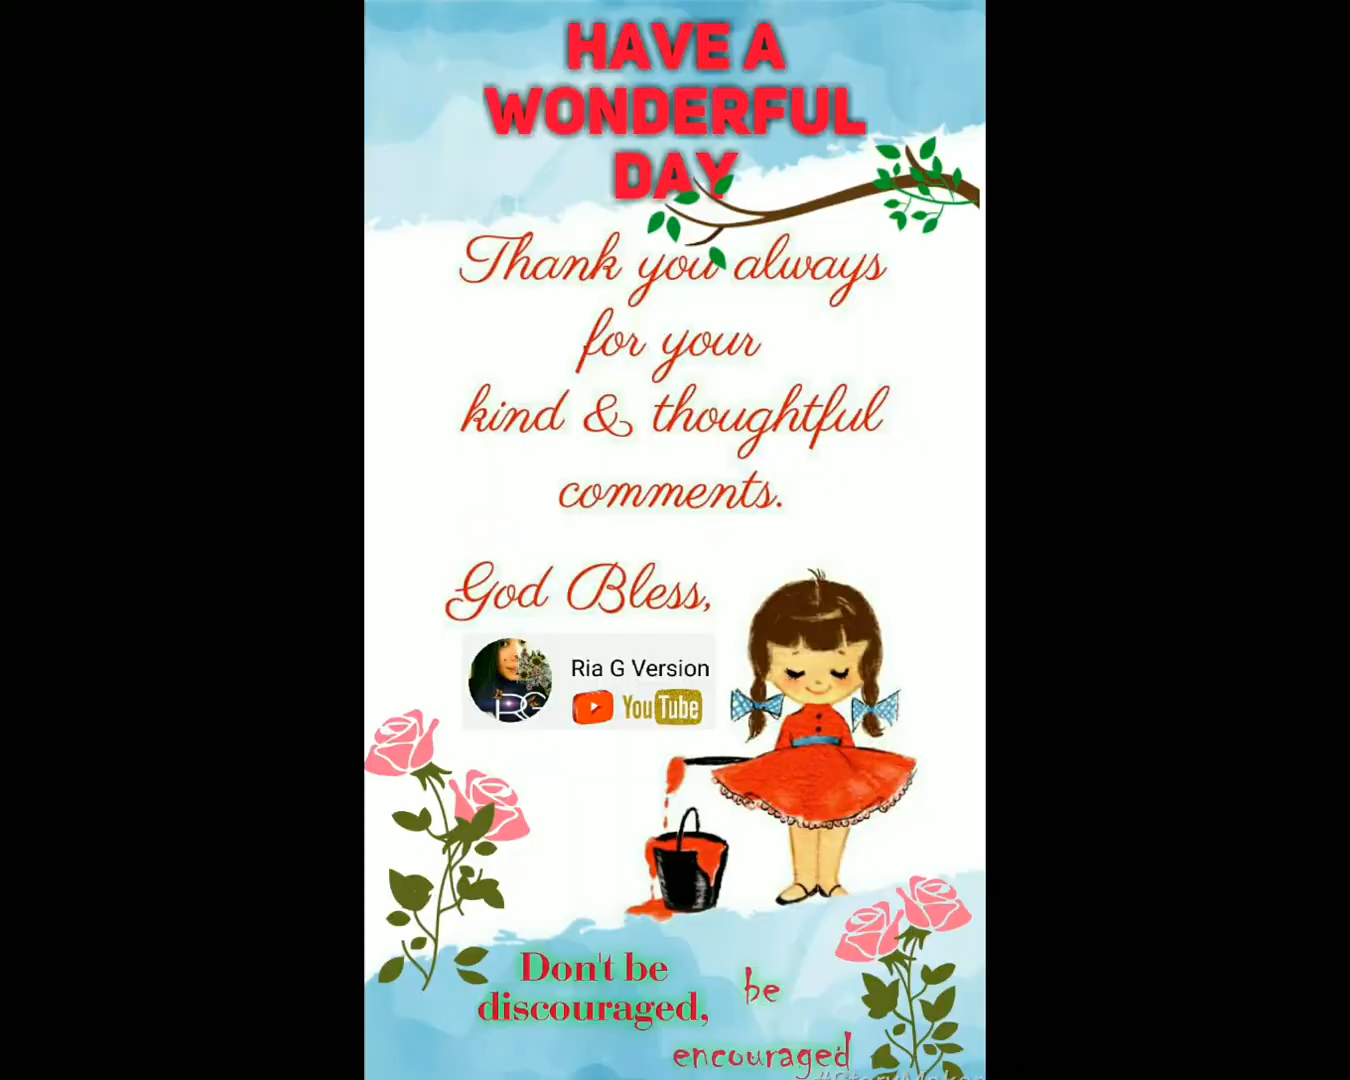 HAVE A
WONDERFUL
DAY
Thank you always
for your
kind & thoughtful
comments.
God Bless,
Ria G Version
YouTube
RG
Don't be
discouraged,
be
encouraged